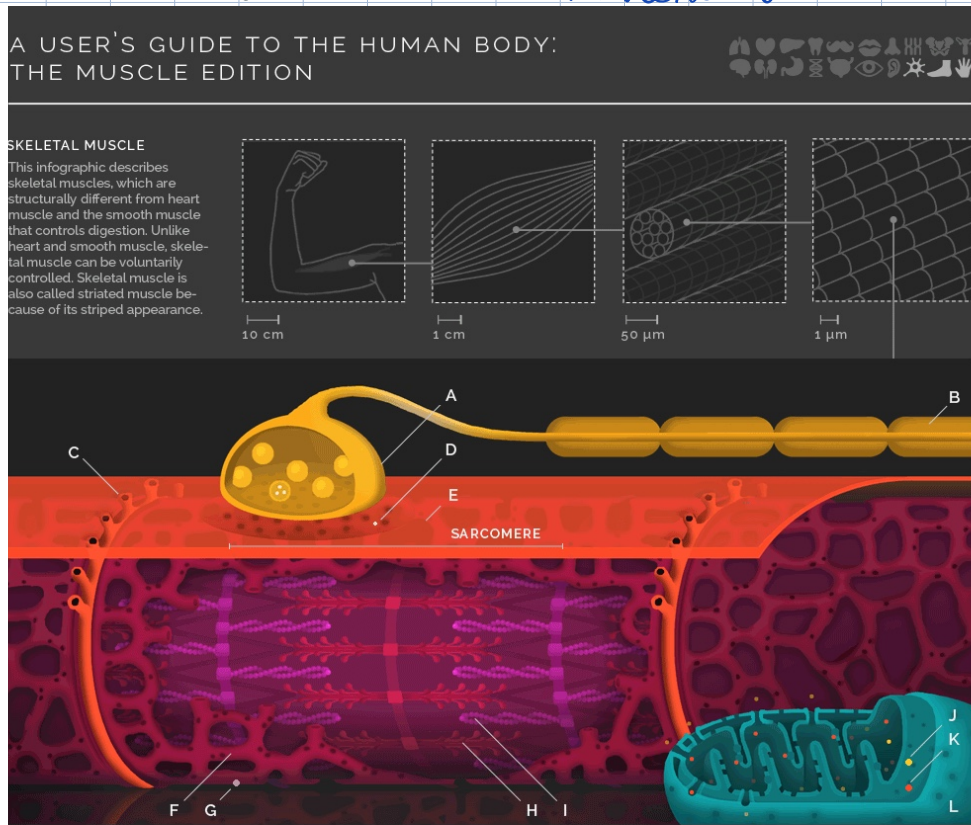 A USER'S GUIDE TO THE HUMAN BODY:
THE MUSCLE EDITION
SKELETAL MUSCLE
This infographic describes
skeletal muscles, which are
structurally different from heart
muscle and the smooth muscle
that controls digestion. Unlike
heart and smooth muscle, skele-
tal muscle can be voluntarily
controlled. Skeletal muscle is
also called striated muscle be-
cause of its striped appearance.
10 cm
1 cm
50 μm
1 μm
A
B
C
D
E
SARCOMERE
J
K
F
G
H
I
L